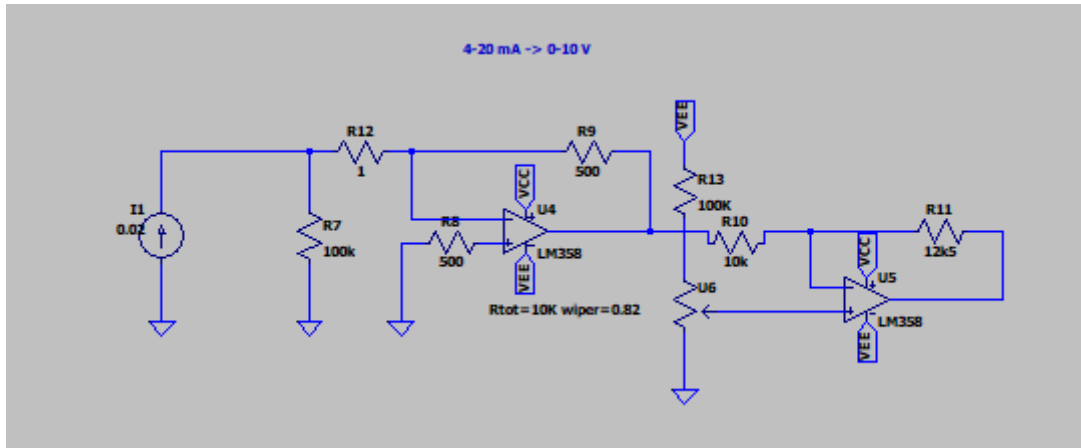 4-20 mA -> 0-10 V
R12
1
R9
500
VEE
R13
100K
I1
0.02
R7
100k
R8
500
VCC
U4
LM358
VEE
R10
10k
R11
12k5
VCC
U5
LM358
VEE
U6
Rtot=10K wiper=0.82